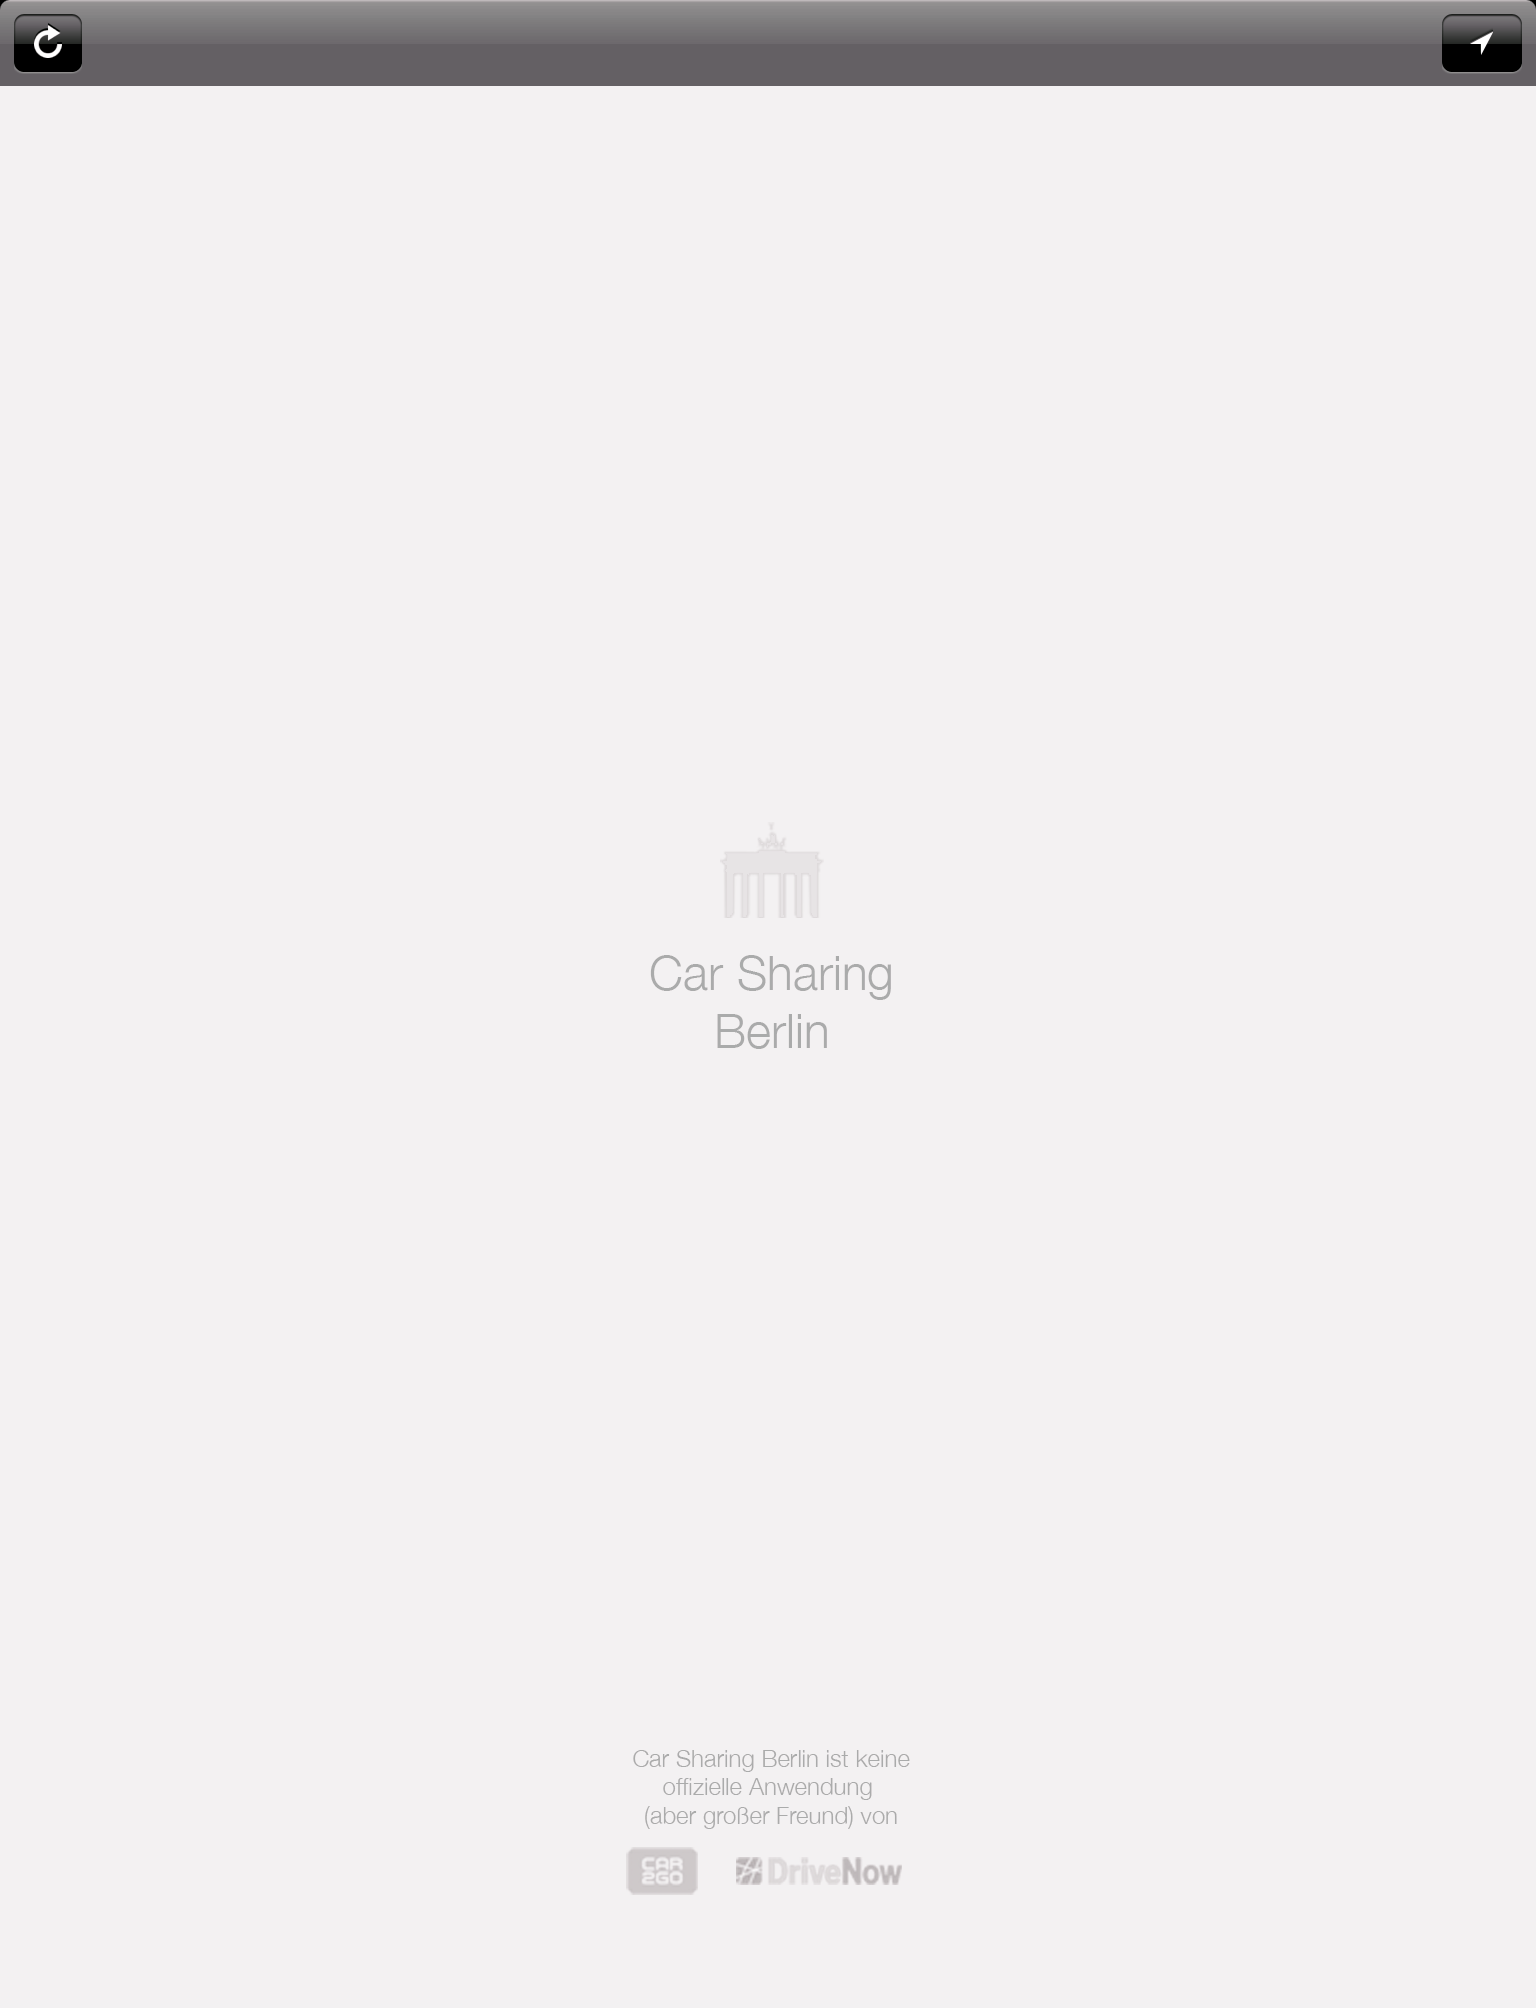 Car Sharing
Berlin
Car Sharing Berlin ist keine
offizielle Anwendung
(aber großer Freund) von
CAR
2GO
DriveNow